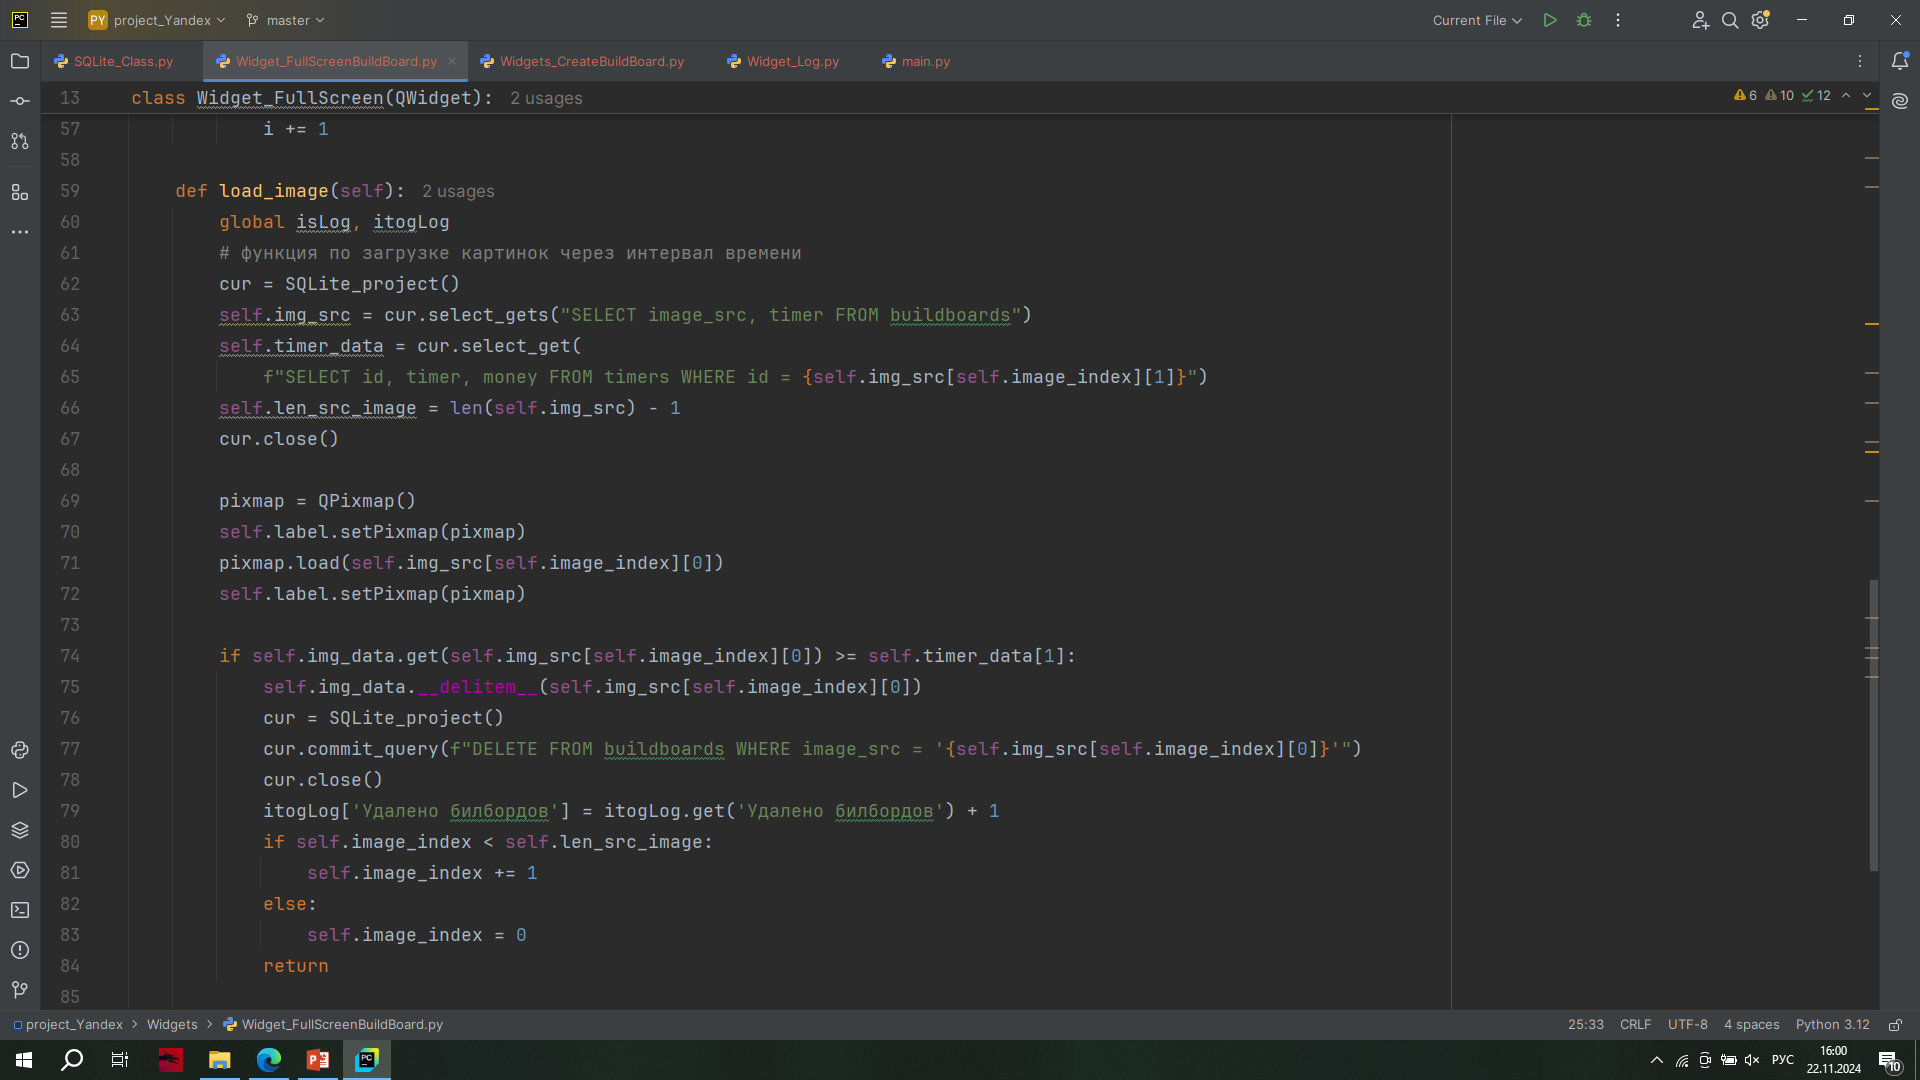 PC
PY project_Yandex master Current File
SQLite_Class.py Widget_FullScreenBuildBoard.py Widgets_CreateBuildBoard.py Widget_Log.py main.py
13 class Widget_FullScreen(QWidget): 2 usages 6 10 12
57 i += 1
58
59 def load_image(self): 2 usages
60 global isLog, itogLog
61 # функция по загрузке картинок через интервал времени
62 cur = SQLite_project()
63 self.img_src = cur.select_gets("SELECT image_src, timer FROM buildboards")
64 self.timer_data = cur.select_get(
65 f"SELECT id, timer, money FROM timers WHERE id = {self.img_src[self.image_index][1]}")
66 self.len_src_image = len(self.img_src) - 1
67 cur.close()
68
69 pixmap = QPixmap()
70 self.label.setPixmap(pixmap)
71 pixmap.load(self.img_src[self.image_index][0])
72 self.label.setPixmap(pixmap)
73
74 if self.img_data.get(self.img_src[self.image_index][0]) >= self.timer_data[1]:
75 self.img_data.__delitem__(self.img_src[self.image_index][0])
76 cur = SQLite_project()
77 cur.commit_query(f"DELETE FROM buildboards WHERE image_src = '{self.img_src[self.image_index][0]}'")
78 cur.close()
79 itogLog['Удалено билбордов'] = itogLog.get('Удалено билбордов') + 1
80 if self.image_index < self.len_src_image:
81 self.image_index += 1
82 else:
83 self.image_index = 0
84 return
85
project_Yandex > Widgets > Widget_FullScreenBuildBoard.py 25:33 CRLF UTF-8 4 spaces Python 3.12
РУС 16:00
22.11.2024 10